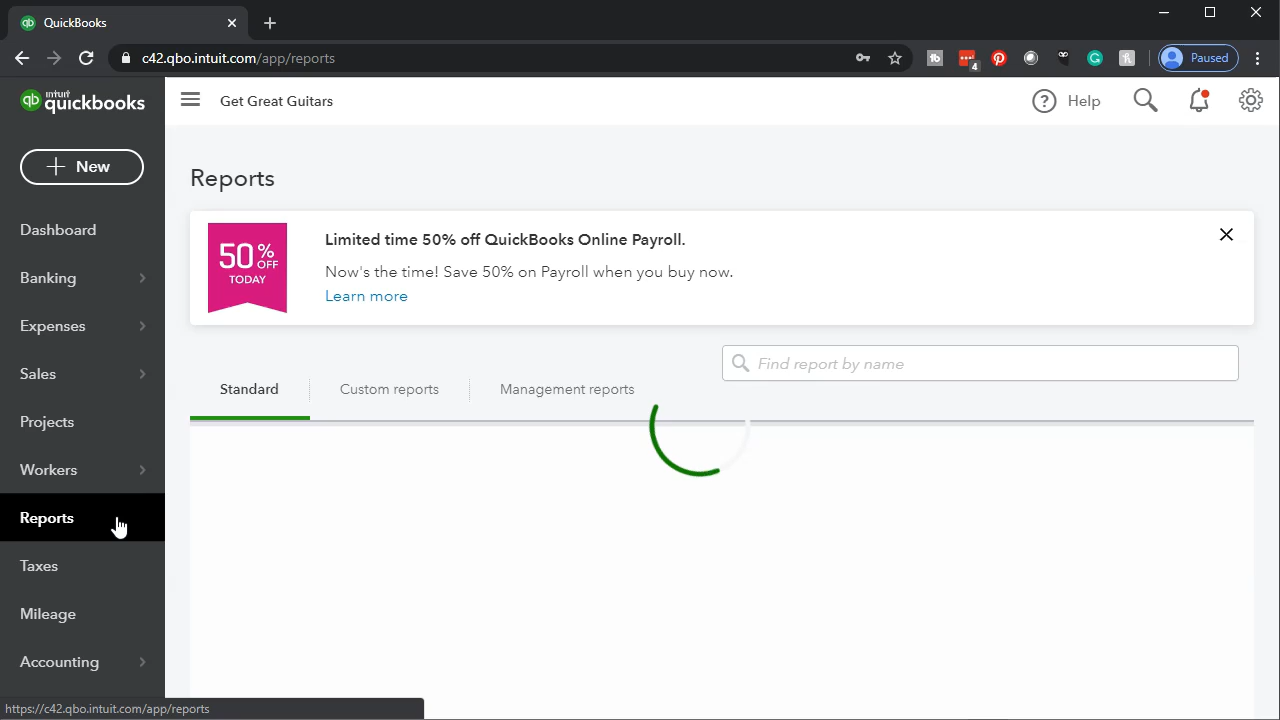 QuickBooks
c42.qbo.intuit.com/app/reports
4
Paused
intuit
quickbooks
Get Great Guitars
Help
New
Reports
Dashboard
Banking
Expenses
Sales
Projects
Workers
Reports
Taxes
Mileage
Accounting
50% OFF
TODAY
Limited time 50% off QuickBooks Online Payroll.
Now's the time! Save 50% on Payroll when you buy now.
Learn more
Find report by name
Standard
Custom reports
Management reports
https://c42.qbo.intuit.com/app/reports